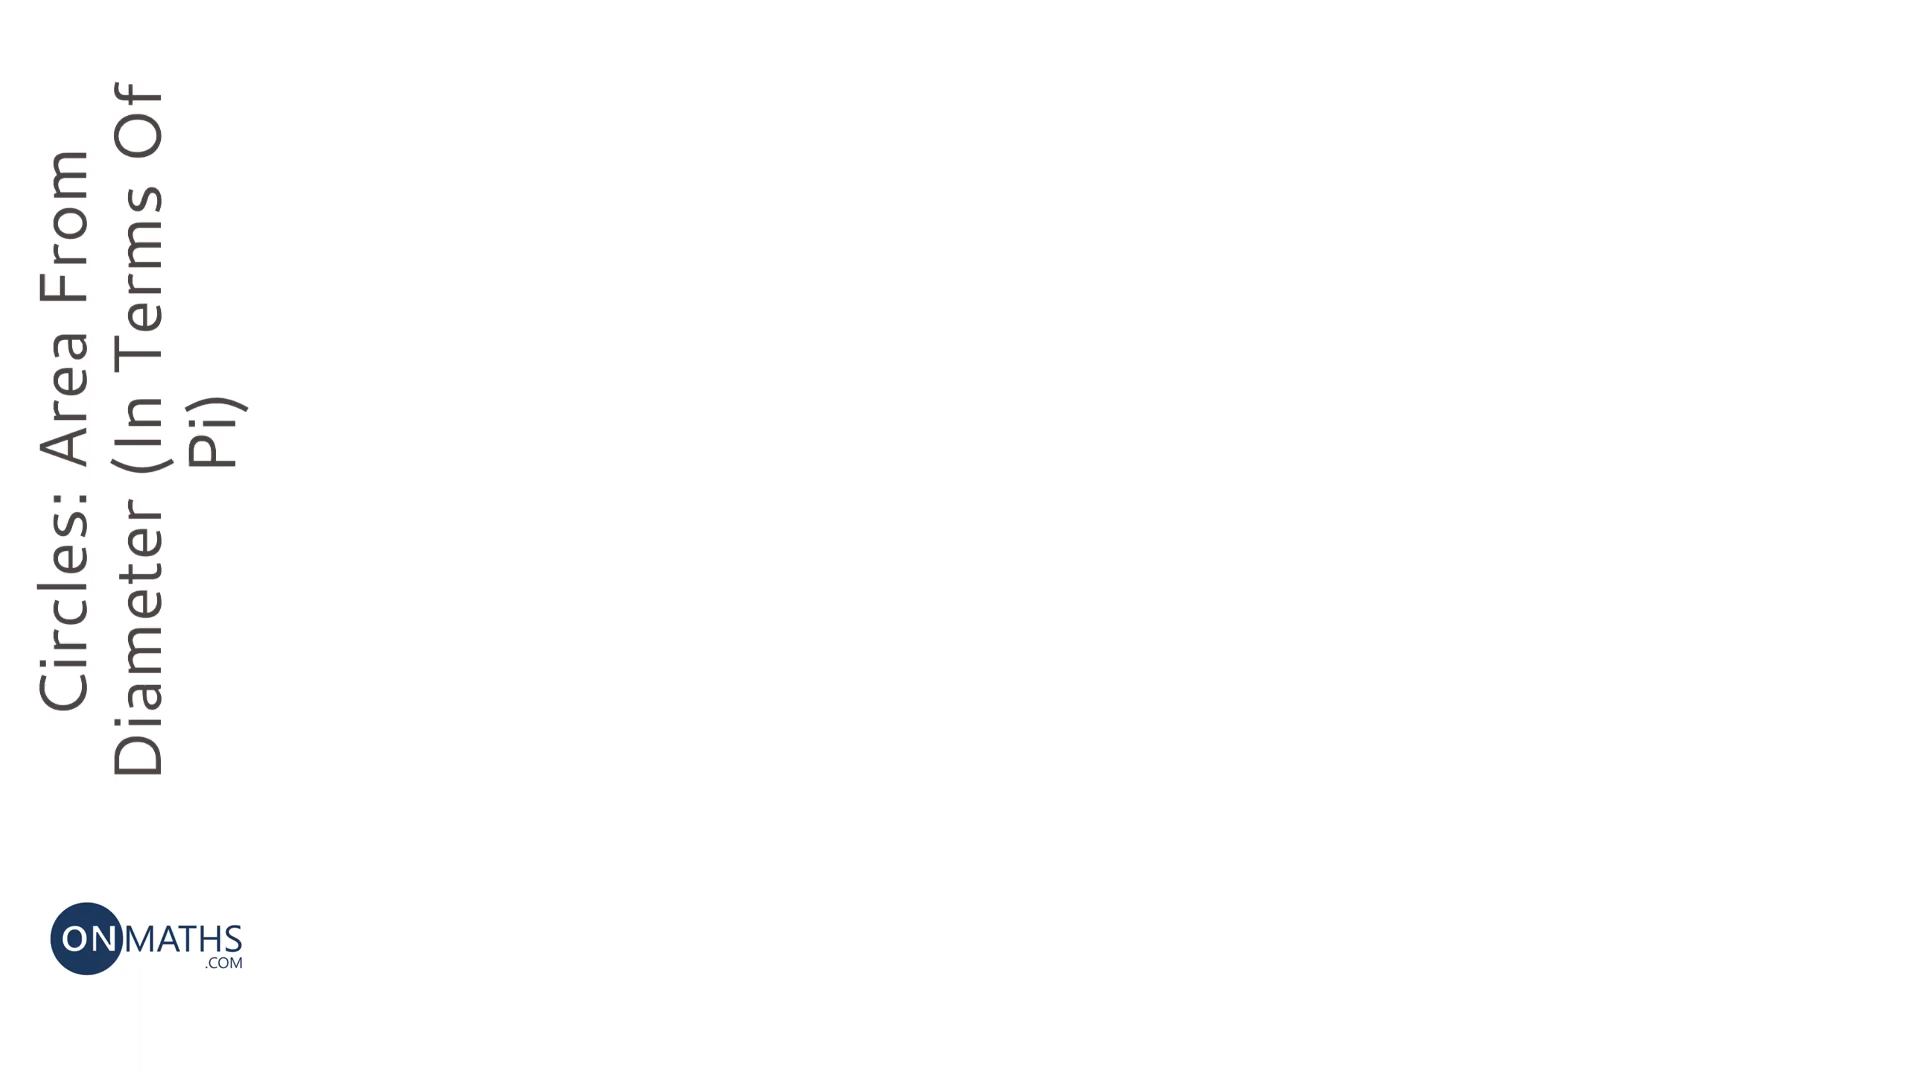 Circles: Area From
Diameter (In Terms Of
Pi)
ONMATHS
.COM